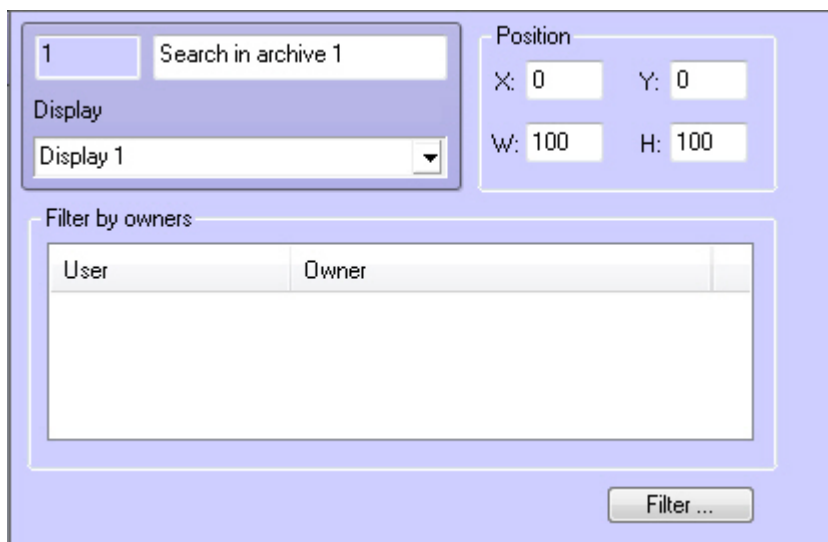 1 Search in archive 1
Display
Display 1
Position
X: 0 Y: 0
W: 100 H: 100
Filter by owners
User Owner
Filter ...